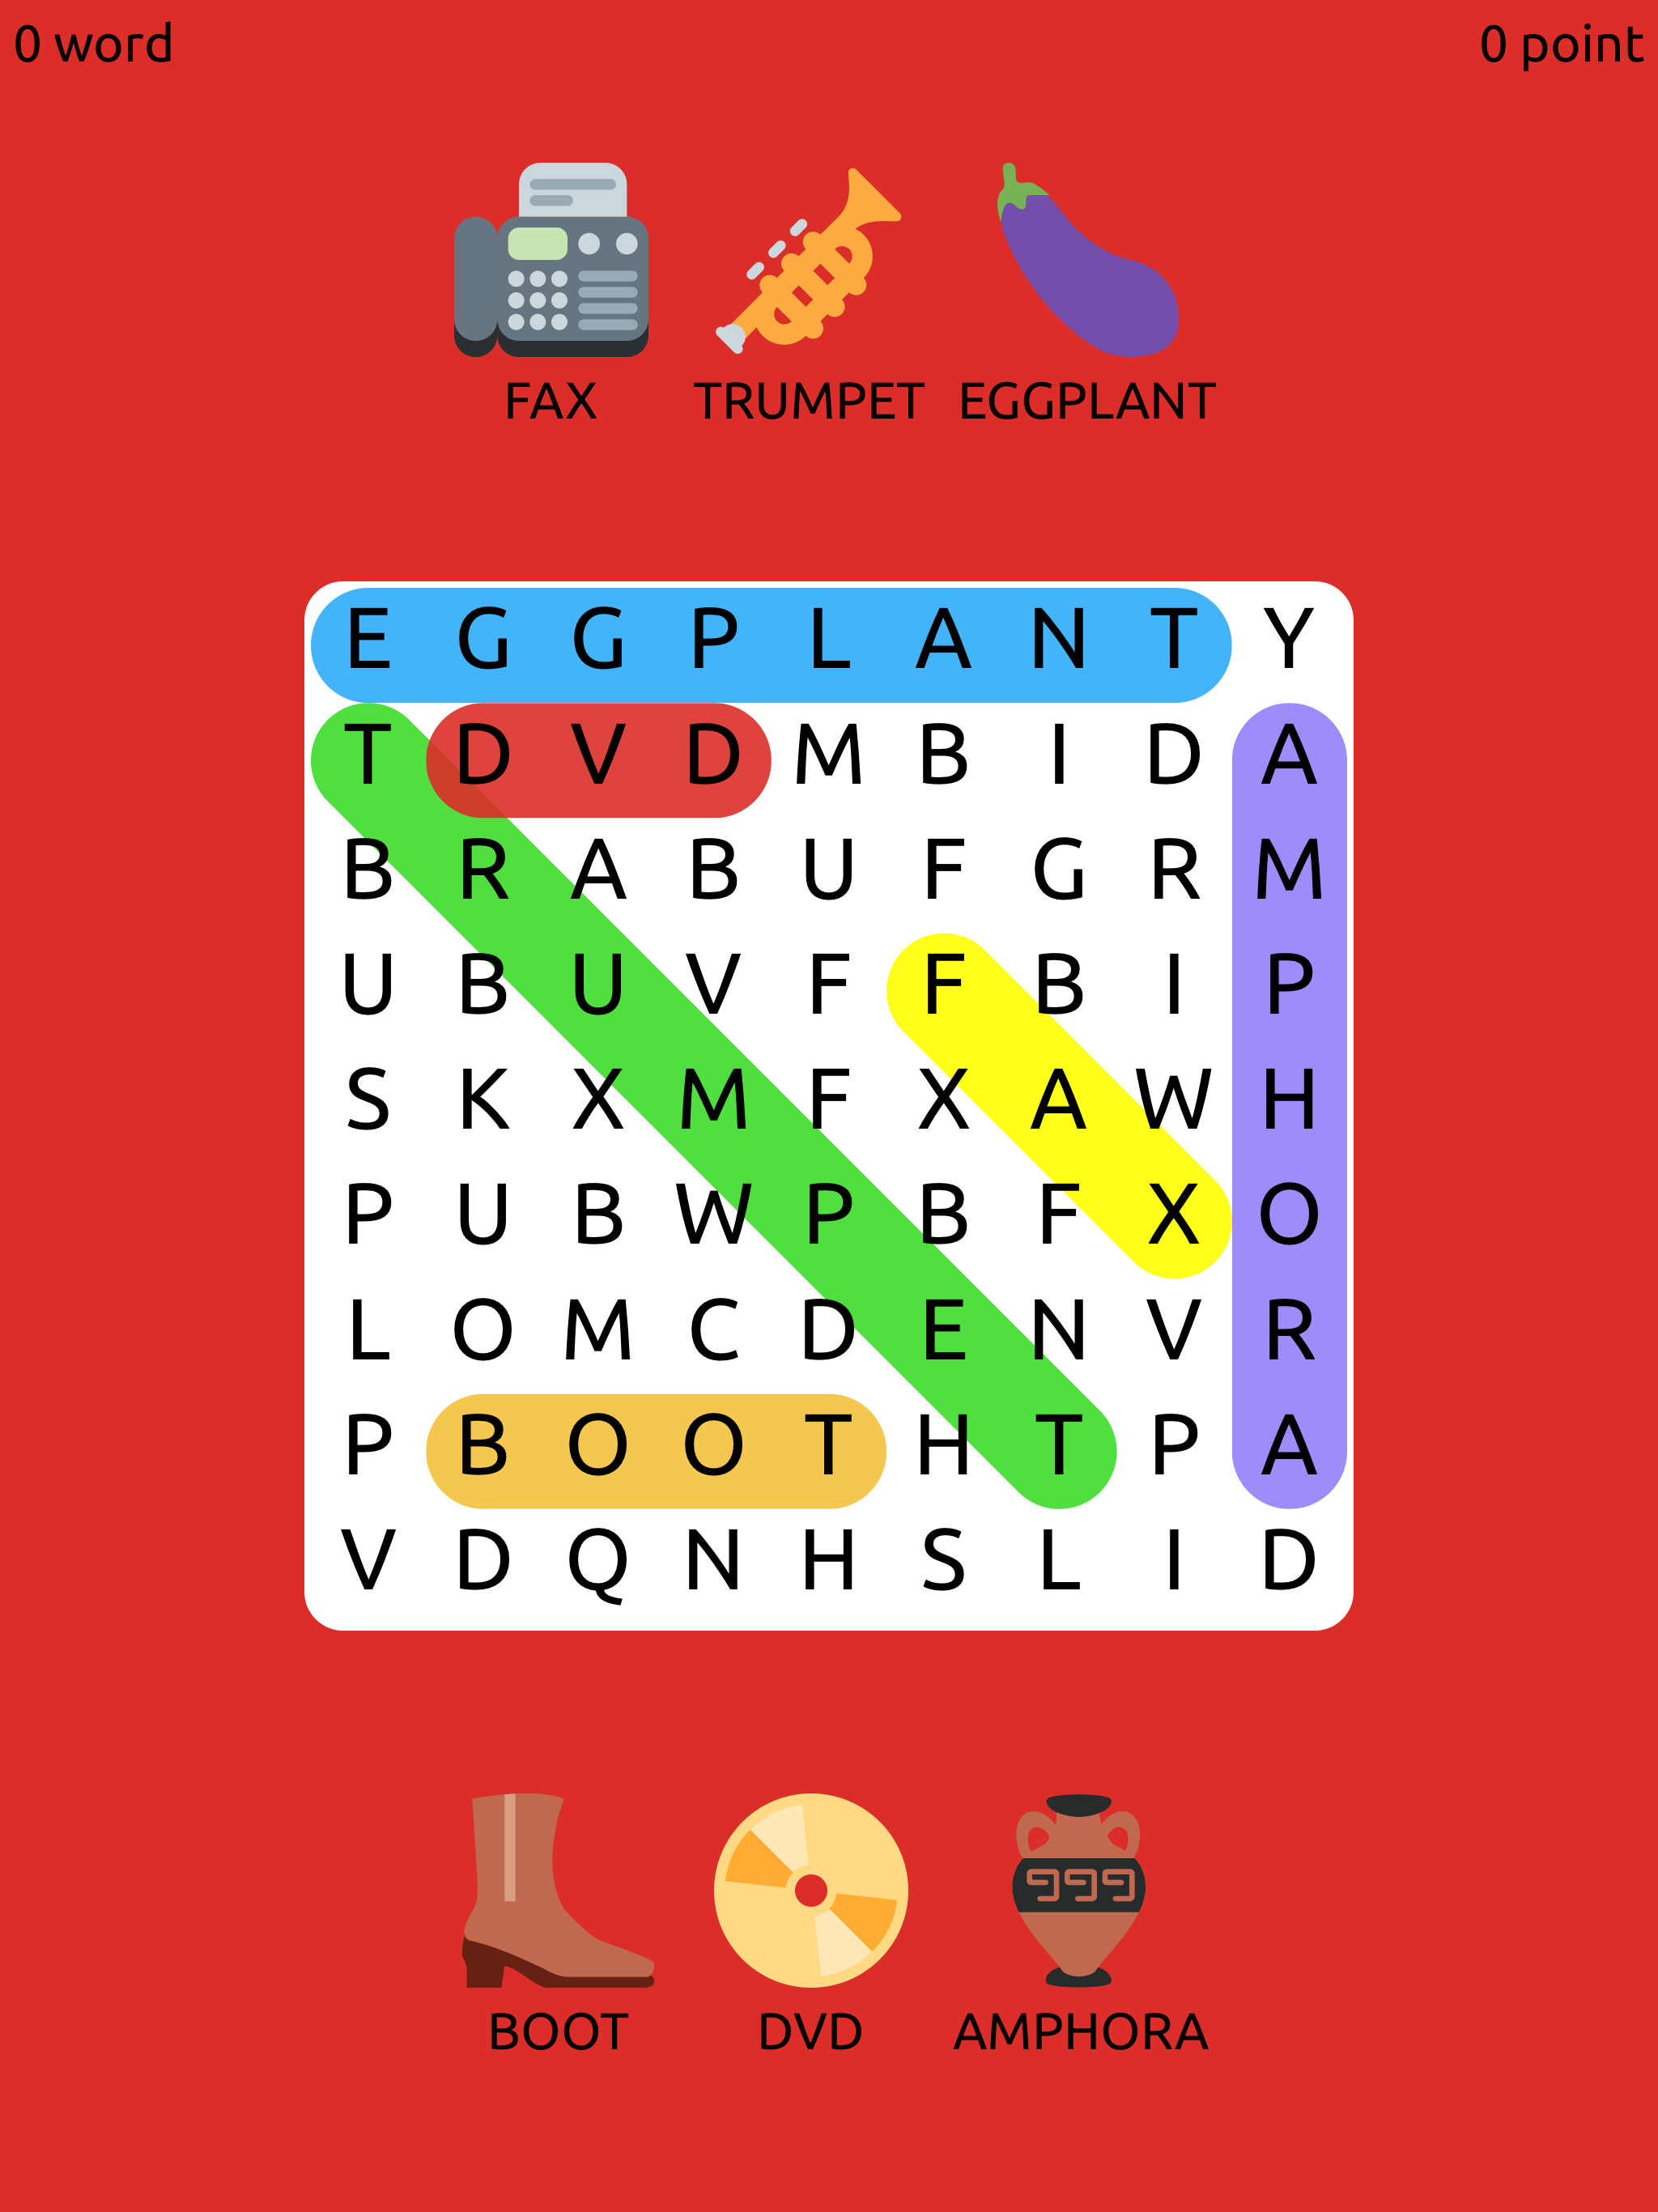 0 word 0 point
FAX TRUMPET EGGPLANT
E G G P L A N T Y
T D V D M B I D A
B R A B U F G R M
U B U V F F B I P
S K X M F X A W H
P U B W P B F X O
L O M C D E N V R
P B O O T H T P A
V D Q N H S L I D
BOOT DVD AMPHORA